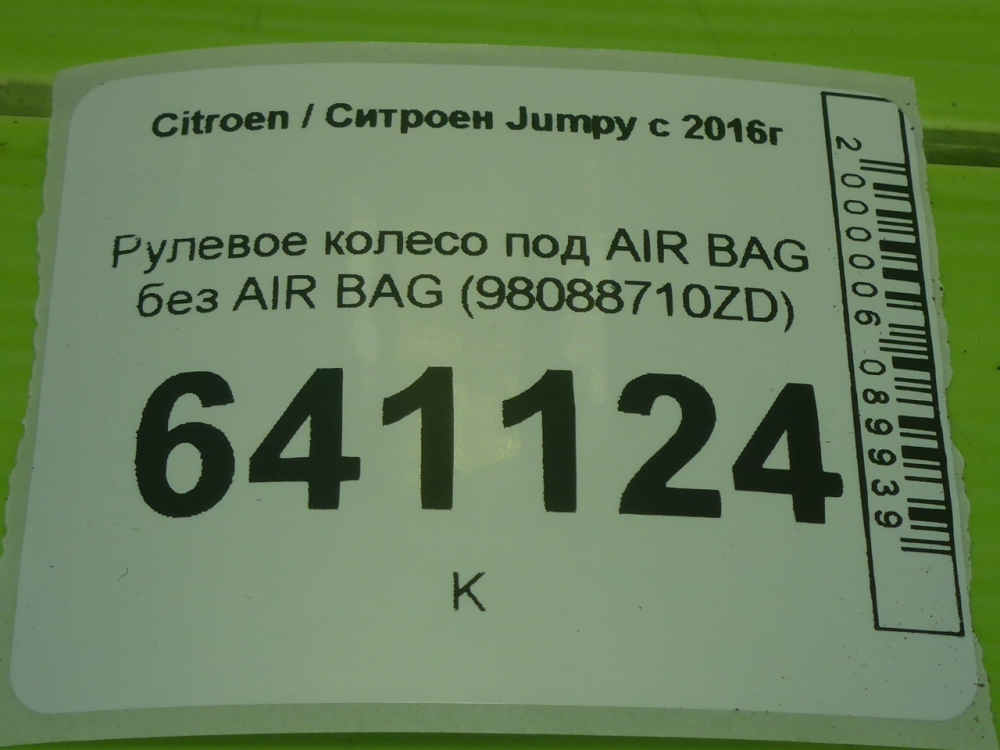 Citroen / Ситроен Jumpy с 2016г
Рулевое колесо под AIR BAG
без AIR BAG (98088710ZD)
641124
К
2000006089939